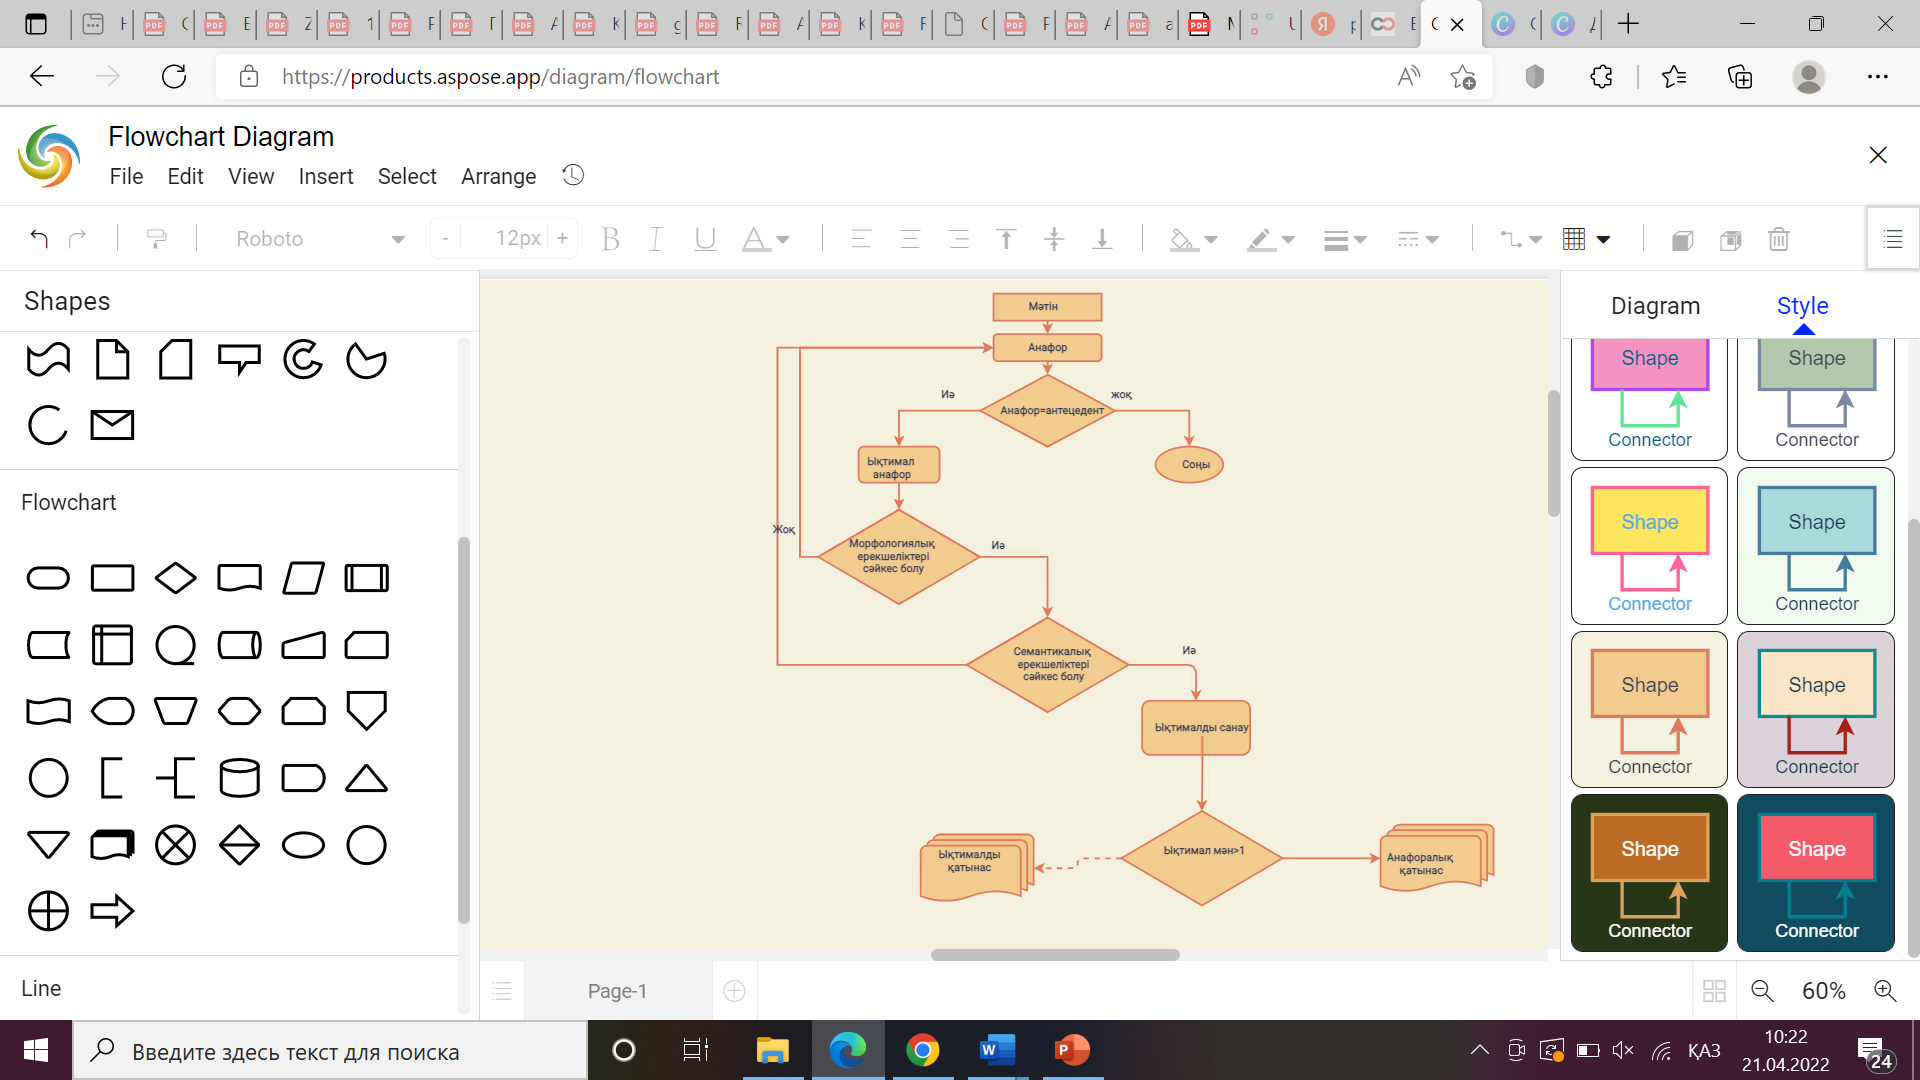 https://products.aspose.app/diagram/flowchart
Flowchart Diagram
File Edit View Insert Select Arrange
Roboto - 12px + B I U A
Shapes
Flowchart
Line
Мәтін
Анафор
Иә
жоқ
Анафор=антецедент
Ықтимал
анафор
Соңы
Жоқ
Морфологиялық
ерекшеліктері
сәйкес болу
Иә
Семантикалық
ерекшеліктері
сәйкес болу
Иә
Ықтималды санау
Ықтимал мән>1
Ықтималды
қатынас
Анафоралық
қатынас
Diagram Style
Shape Shape
Connector Connector
Shape Shape
Connector Connector
Shape Shape
Connector Connector
Shape Shape
Connector Connector
Page-1
60%
Введите здесь текст для поиска
ҚАЗ
10:22
21.04.2022
24